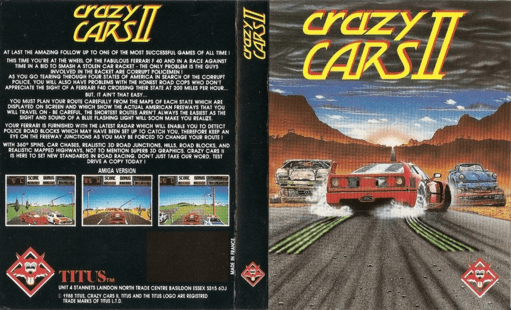 crazy
CARS II
AT LAST THE AMAZING FOLLOW UP TO ONE OF THE MOST SUCCESSFUL GAMES OF ALL TIME !
THIS TIME YOU'RE AT THE WHEEL OF THE FABULOUS FERRARI F 40 AND IN A RACE AGAINST
TIME IN A BID TO SMASH A STOLEN CAR RACKET - THE ONLY PROBLEM IS THE GUYS
INVOLVED IN THE RACKET ARE CORRUPT POLICEMEN !
AS YOU GO TEARING THROUGH FOUR STATES OF AMERICA IN SEARCH OF THE CORRUPT
POLICE, YOU WILL ALSO HAVE PROBLEMS WITH THE HONEST ROAD COPS WHO DON'T
APPRECIATE THE SIGHT OF A FERRARI F40 CROSSING THEIR STATE AT 200 MILES PER HOUR.
BUT, IT AIN'T THAT EASY...
YOU MUST PLAN YOUR ROUTE CAREFULLY FROM THE MAPS OF EACH STATE WHICH ARE
DISPLAYED ON SCREEN AND WHICH SHOW THE ACTUAL AMERICAN FREEWAYS THAT YOU
WILL TRAVEL ON - BE CAREFUL, THE SHORTEST ROUTES AREN'T ALWAYS THE EASIEST AS THE
SIGHT AND SOUND OF A BLUE FLASHING LIGHT WILL SOON MAKE YOU REALIZE.
YOUR FERRARI IS FURNISHED WITH THE LATEST RADAR WHICH WILL ENABLE YOU TO DETECT
POLICE ROAD BLOCKS WHICH MAY HAVE BEEN SET UP TO CATCH YOU, THEREFORE KEEP AN
EYE ON THE FREEWAY JUNCTIONS AS YOU MAY BE FORCED TO CHANGE YOUR ROUTE !
WITH 360° SPINS, CAR CHASES, REALISTIC 3D ROAD JUNCTIONS, HILLS, ROAD BLOCKS, AND
REALISTIC MAPPED HIGHWAYS, NOT TO MENTION SUPERB 3D GRAPHICS, CRAZY CARS II
IS HERE TO SET NEW STANDARDS IN ROAD RACING. DON'T JUST TAKE OUR WORD, TEST
DRIVE A COPY TODAY !
AMIGA VERSION
TITUS TM
UNIT 4 STANNETS LAINDON NORTH TRADE CENTRE BASILDON ESSEX SS15 6DJ
© 1988 TITUS, CRAZY CARS II, TITUS AND THE TITUS LOGO ARE REGISTRED
TRADE MARKS OF TITUS L.T.D.
MADE IN FRANCE
crazy CARS II
crazy
CARS II